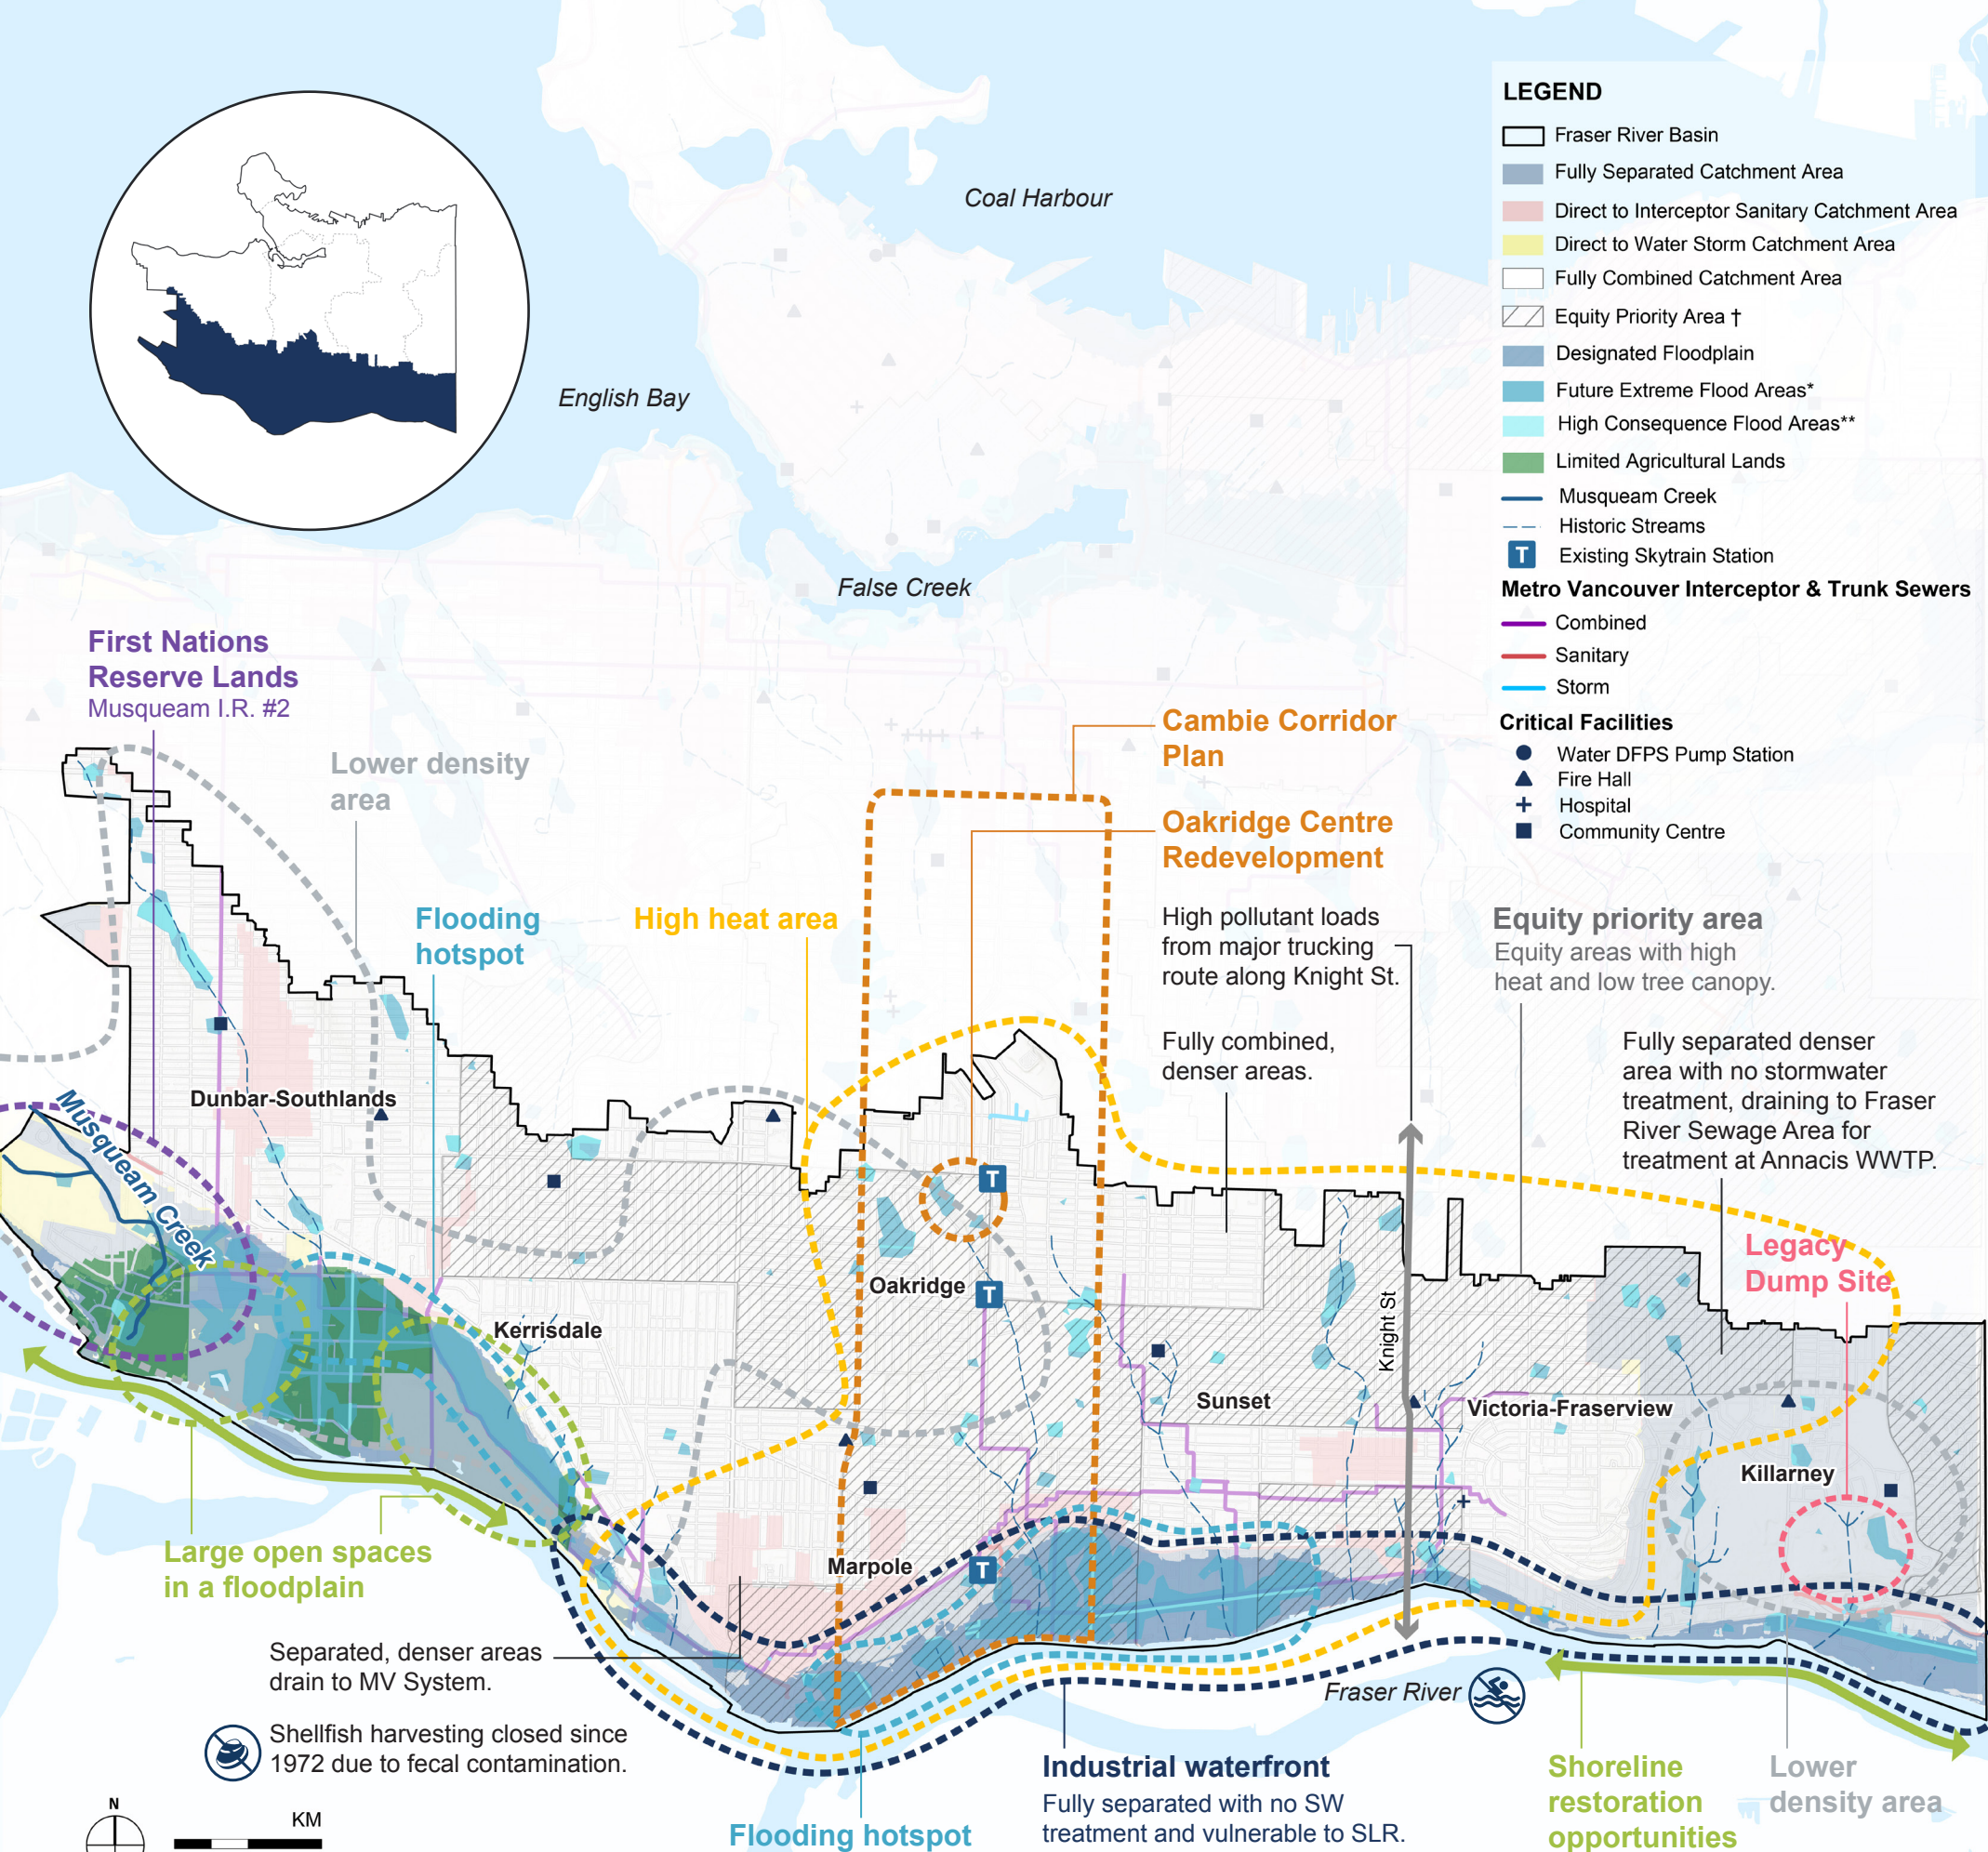 LEGEND
Fraser River Basin
Fully Separated Catchment Area
Direct to Interceptor Sanitary Catchment Area
Direct to Water Storm Catchment Area
Fully Combined Catchment Area
Equity Priority Area †
Designated Floodplain
Future Extreme Flood Areas*
High Consequence Flood Areas**
Limited Agricultural Lands
Musqueam Creek
Historic Streams
T Existing Skytrain Station
Metro Vancouver Interceptor & Trunk Sewers
Combined
Sanitary
Storm
Critical Facilities
Water DFPS Pump Station
Fire Hall
Hospital
Community Centre
Coal Harbour
English Bay
False Creek
First Nations
Reserve Lands
Musqueam I.R. #2
Lower density
area
Flooding
hotspot
High heat area
Cambie Corridor
Plan
Oakridge Centre
Redevelopment
High pollutant loads
from major trucking
route along Knight St.
Fully combined,
denser areas.
Equity priority area
Equity areas with high
heat and low tree canopy.
Fully separated denser
area with no stormwater
treatment, draining to Fraser
River Sewage Area for
treatment at Annacis WWTP.
Legacy
Dump Site
Musqueam Creek
Dunbar-Southlands
Kerrisdale
Oakridge
T
T
Knight St
Sunset
Victoria-Fraserview
Killarney
Marpole
T
Large open spaces
in a floodplain
Separated, denser areas
drain to MV System.
Shellfish harvesting closed since
1972 due to fecal contamination.
N
KM
Flooding hotspot
Fraser River
Industrial waterfront
Fully separated with no SW
treatment and vulnerable to SLR.
Shoreline
restoration
opportunities
Lower
density area